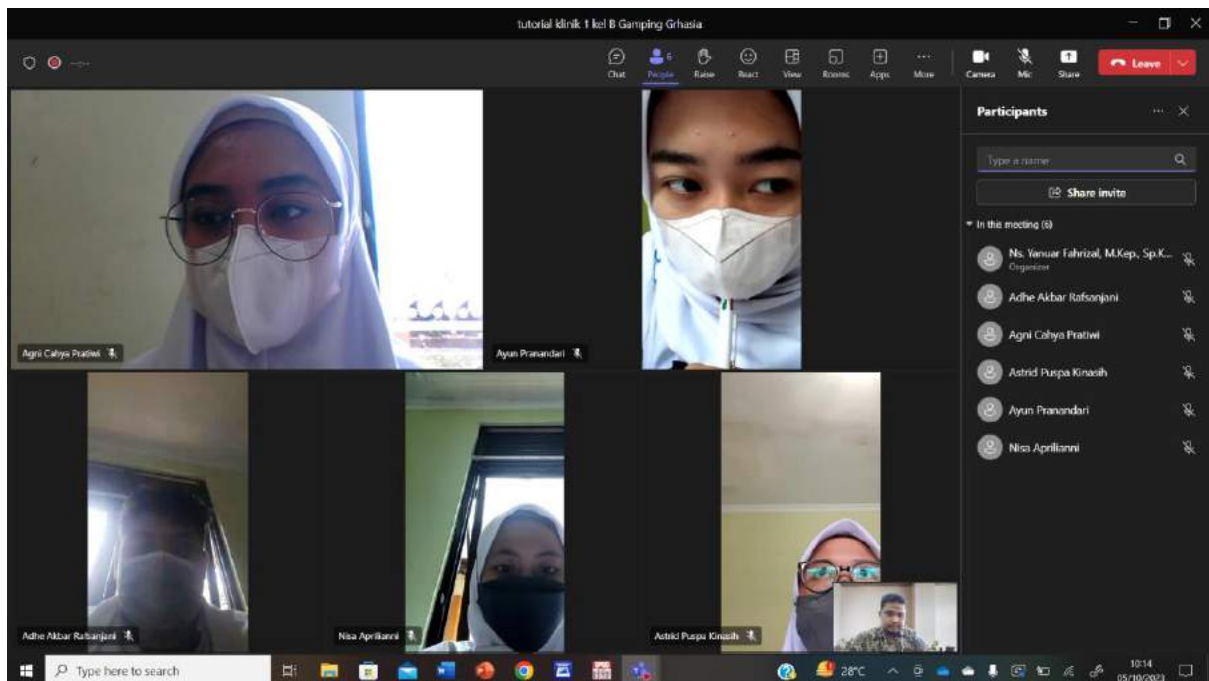 tutorial klinik 1 kel B Gamping Grhasia
Chat
People
6
Raise
React
View
Rooms
Apps
More
Camera
Mic
Share
Leave
Participants
Type a name
Share invite
In this meeting (6)
Ns. Yanuar Fahrizal, M.Kep., Sp.K...
Organizer
Adhe Akbar Rafsanjani
Agni Cahya Pratiwi
Astrid Puspa Kinasih
Ayun Pranandari
Nisa Aprilianni
Agni Cahya Pratiwi
Ayun Pranandari
Adhe Akbar Rafsanjani
Nisa Aprilianni
Astrid Puspa Kinasih
Type here to search
28°C
10:14
05/10/2023